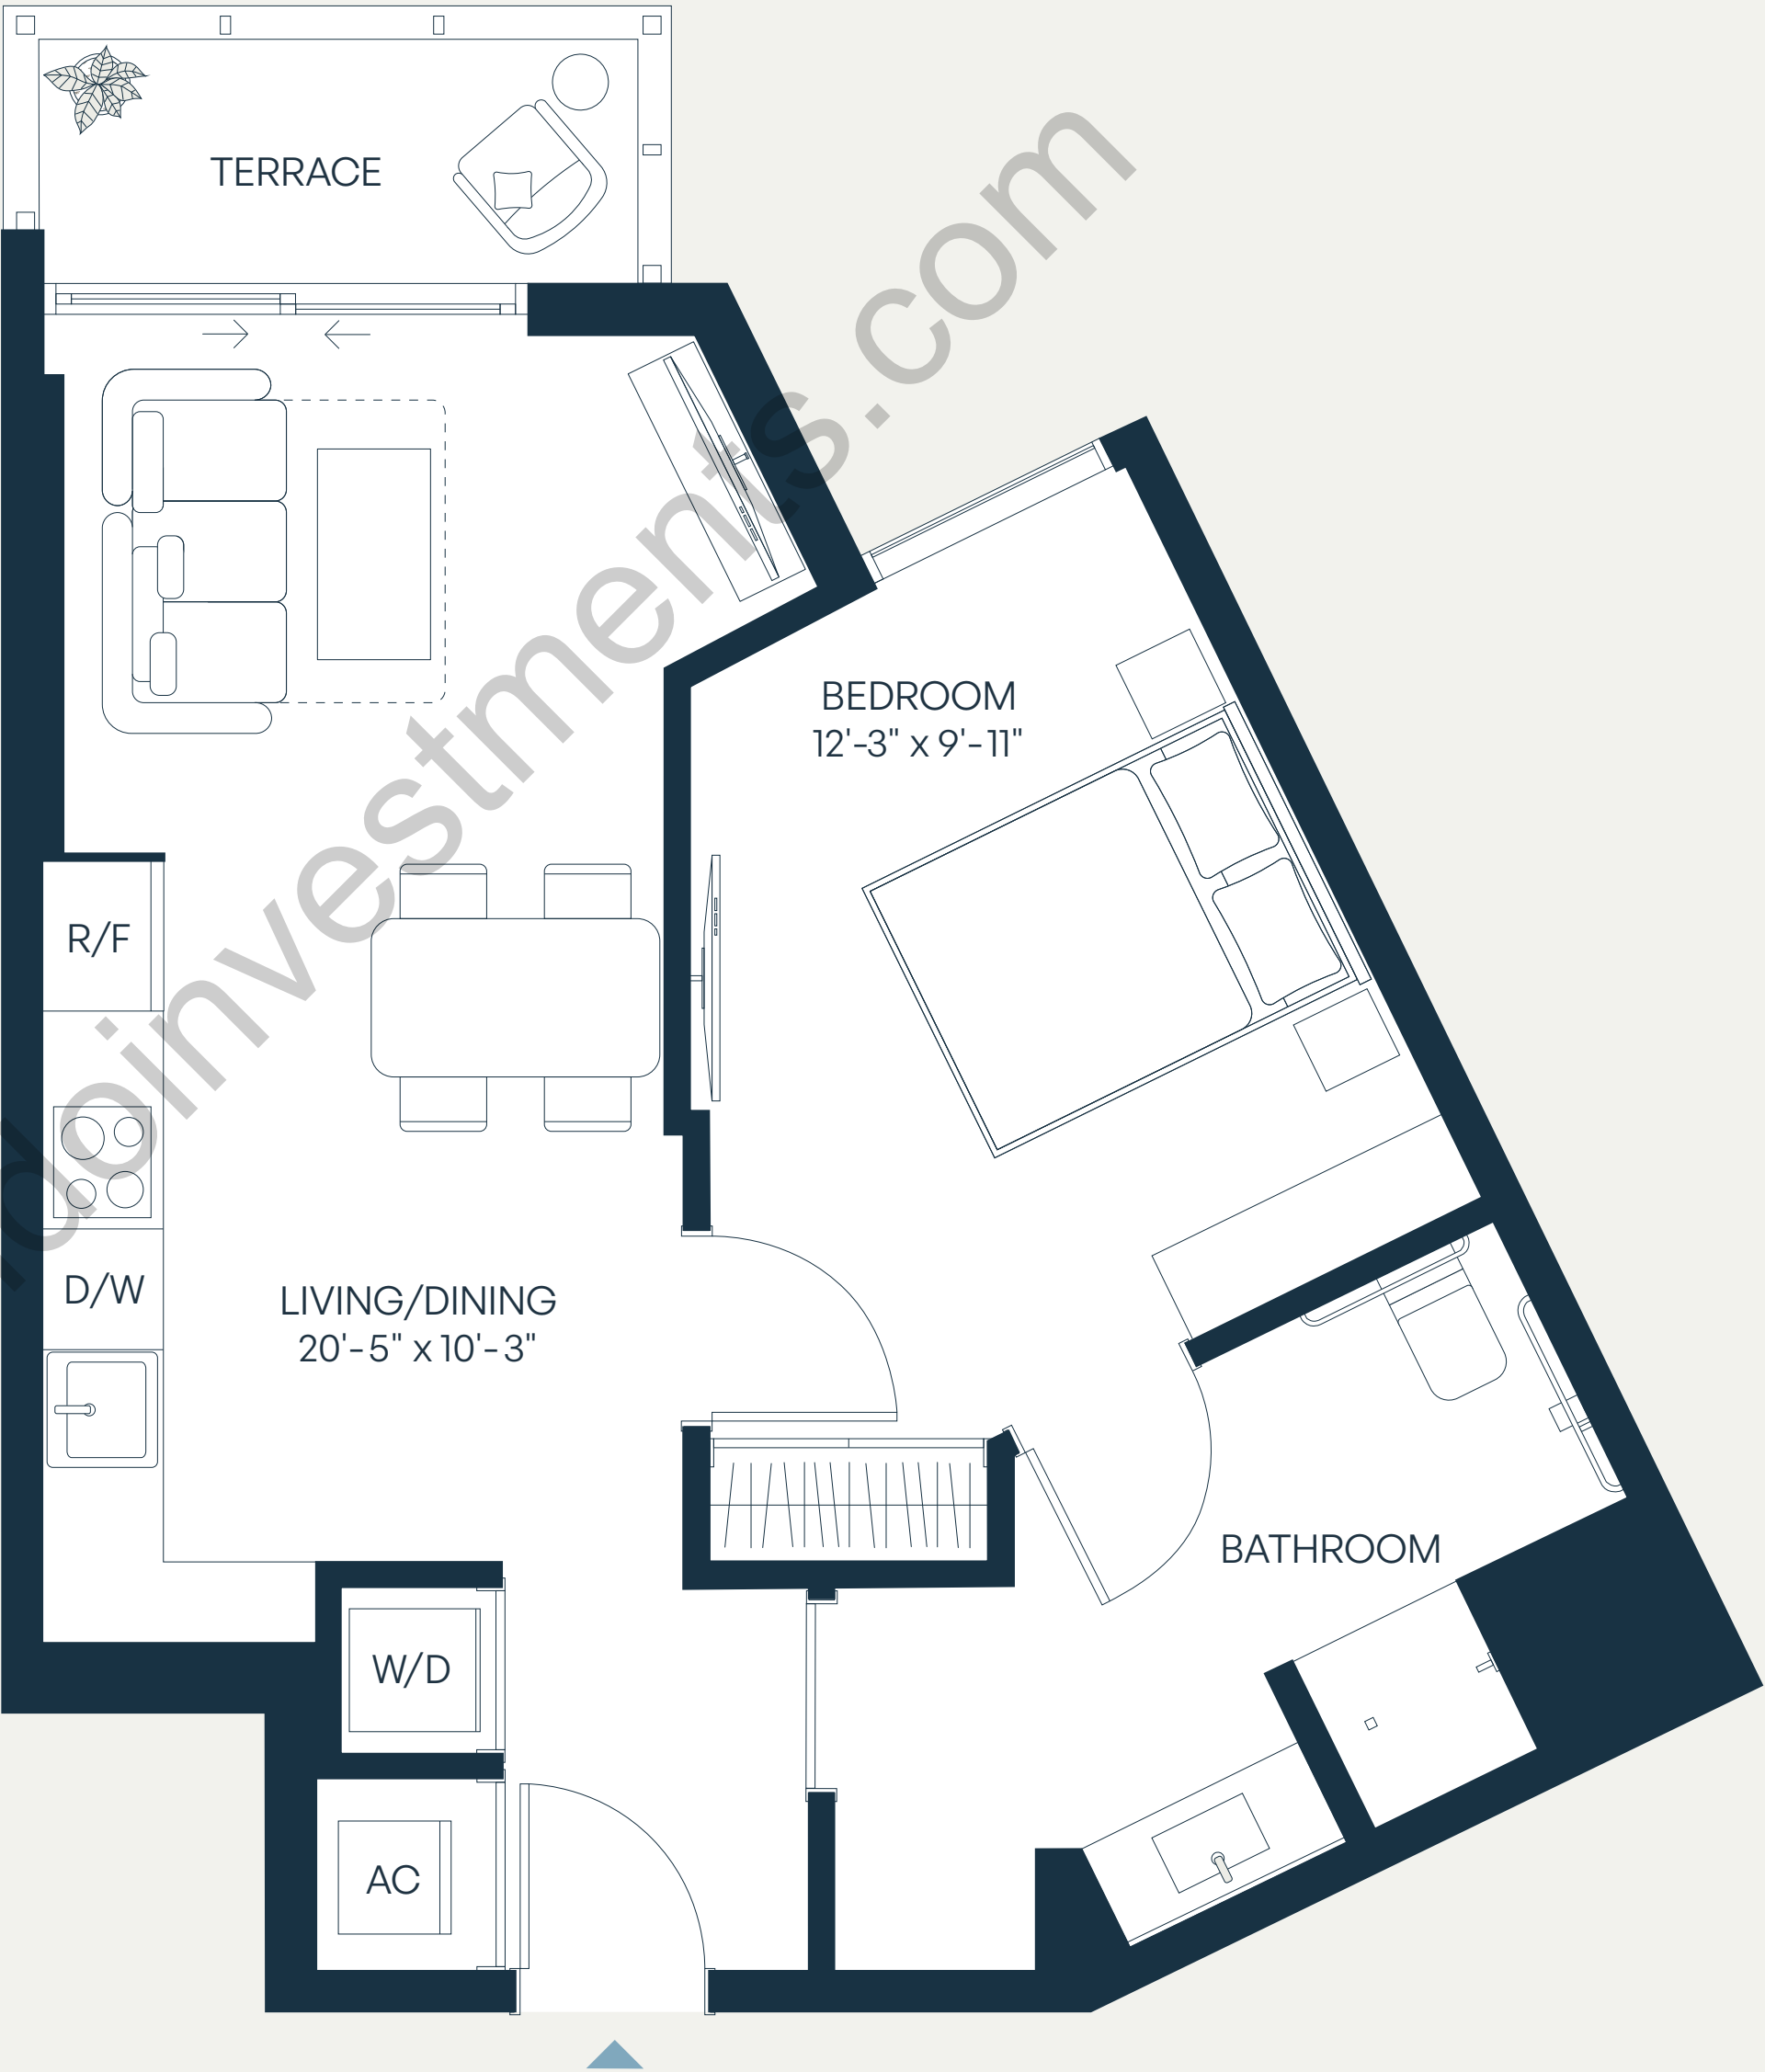 TERRACE
BEDROOM
12'-3" x 9'-11"
R/F
D/W
LIVING/DINING
20'-5" x 10'-3"
BATHROOM
W/D
AC
doinvestments.com